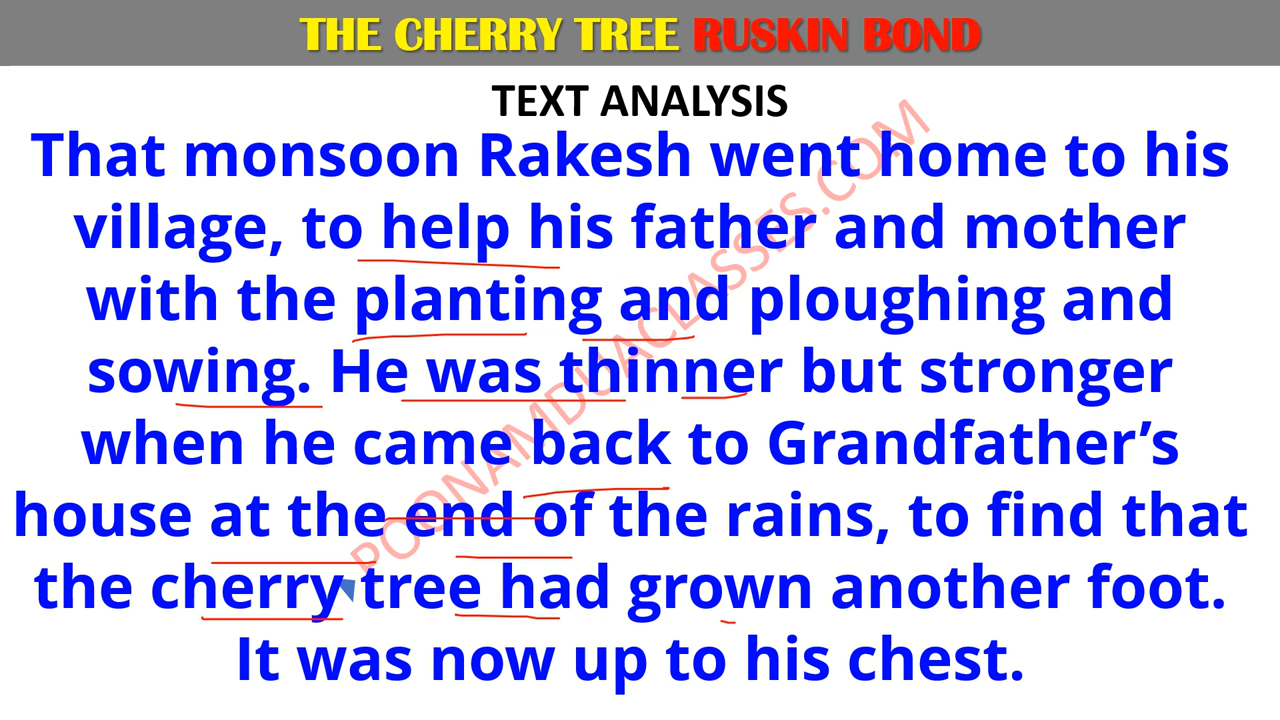 THE CHERRY TREE RUSKIN BOND
TEXT ANALYSIS
That monsoon Rakesh went home to his
village, to help his father and mother
with the planting and ploughing and
sowing. He was thinner but stronger
when he came back to Grandfather’s
house at the end of the rains, to find that
the cherry tree had grown another foot.
It was now up to his chest.
POONAMDUACLASSES.COM